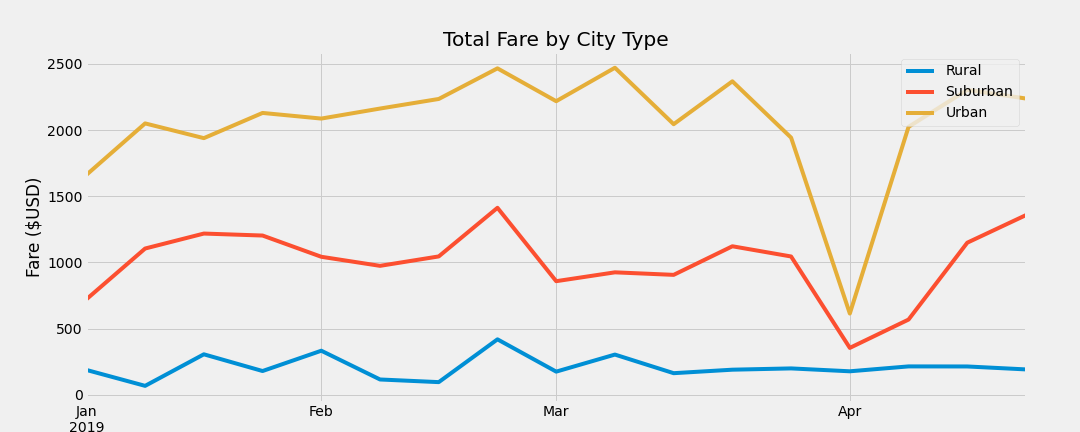 Total Fare by City Type
Rural
Suburban
Urban
Fare ($USD)
2500
2000
1500
1000
500
0
Jan
Feb
Mar
Apr
2019